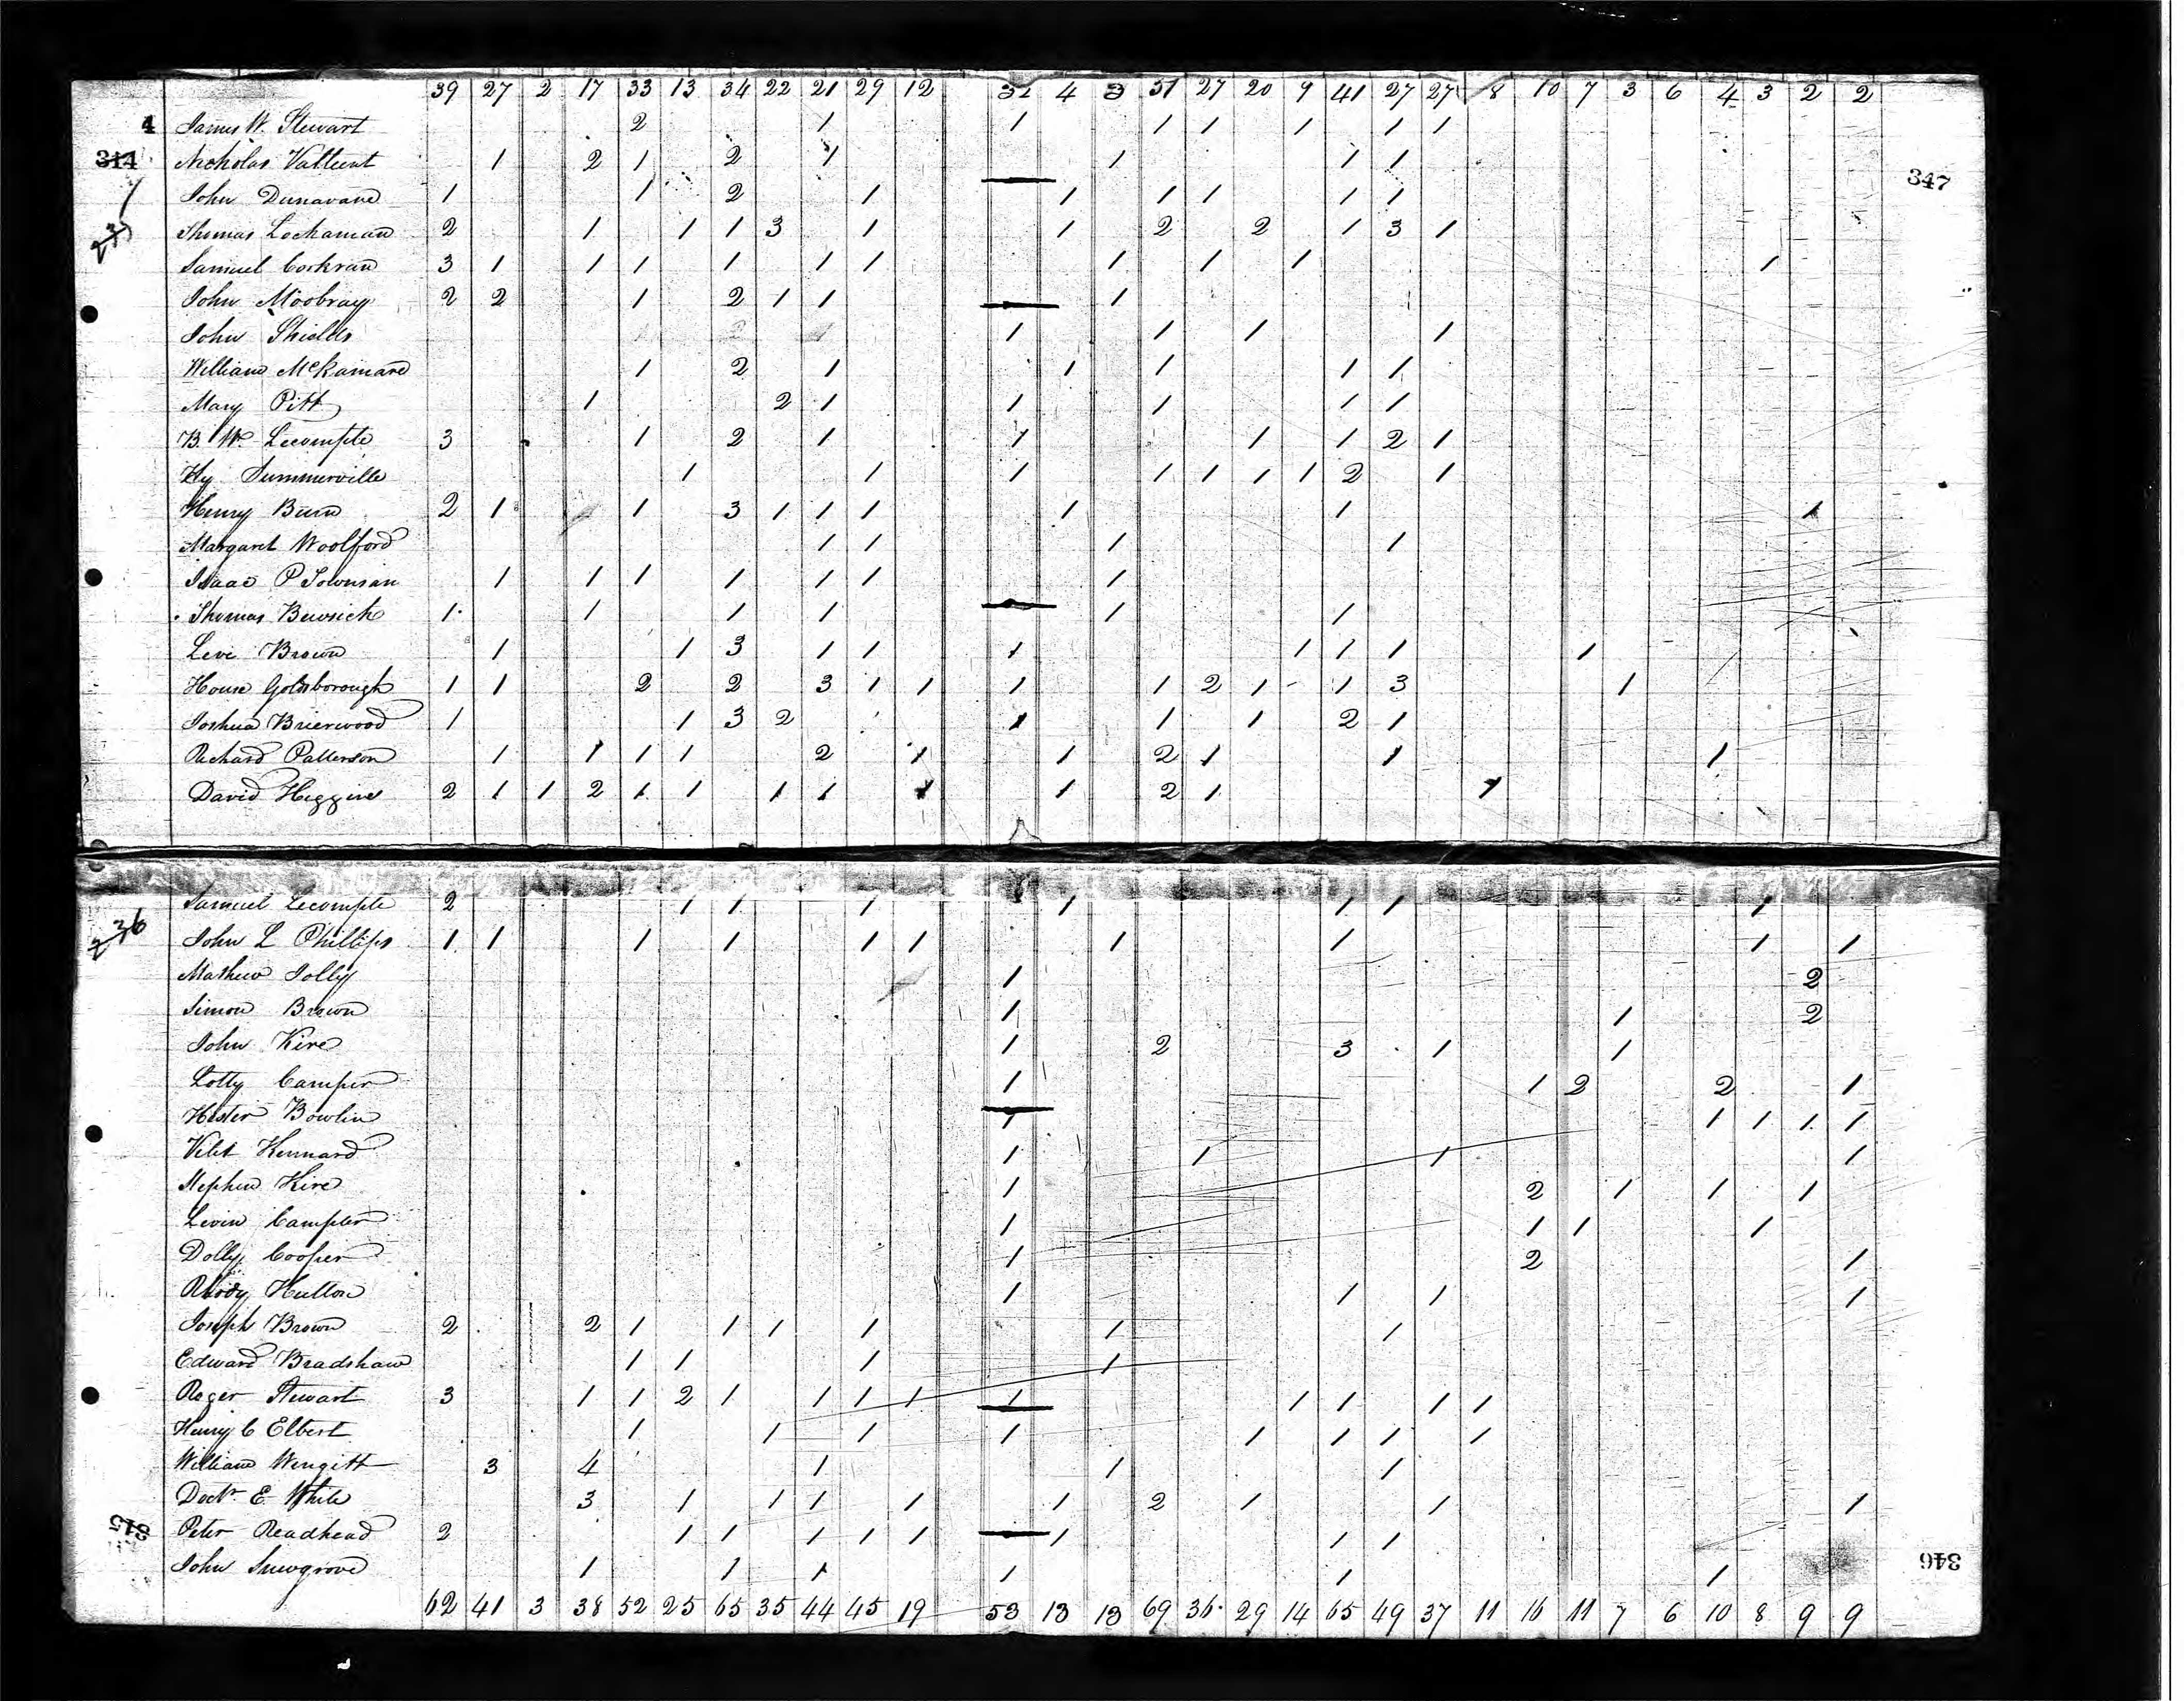 39 27 2 17 33 13 34 22 21 29 12 32 4 3 51 27 20 9 41 27 27 8 10 7 3 6 4 3 2 2
4 James W. Stewart 2 1 1 1 1 1 1 1
314 Nicholas Valluent 1 2 1 2 1 1 1 1
347
John Dunavane 1 1 2 1 1 1 1 1 1
Thomas Lockaman 2 1 1 1 3 1 1 2 2 1 3 1
Samuel Corkran 3 1 1 1 1 1 1 1 1 1 1
John Moobray 2 2 1 2 1 1 1
John Shields 1 1 1 1
William McKamard 1 2 1 1 1 1 1
Mary Pitt 1 2 1 1 1 1 1
B. W. Lecompte 3 1 2 1 1 1 1 2 1
Hy Summerville 1 1 1 1 1 1 1 2 1
Henry Burn 2 1 1 3 1 1 1 1 1 1
Margaret Woolford 1 1 1 1
Isaac P Townsan 1 1 1 1 1 1 1
Thomas Bewsick 1 1 1 1 1 1
Levi Brown 1 1 3 1 1 1 1 1 1 1
House Goldsborough 1 1 2 2 3 1 1 1 1 2 1 1 3 1
Joshua Brierwood 1 1 3 2 1 1 1 2 1
Richard Patterson 1 1 1 1 2 1 1 2 1 1 1
David Higgins 2 1 1 2 1 1 1 1 1 1 2 1 1
Samuel Lecompte 2 1 1 1 1 1 1 1
236 John L Phillips 1 1 1 1 1 1 1 1 1 1
Mathew Jolly 1 2
Simon Brown 1 1 2
John Kire 1 2 3 1 1
Lotty Camper 1 1 2 2 1
Hester Bowlin 1 1 1 1 1
Vilet Kennard 1 1 1 1
Stephen Kire 1 2 1 1 1
Levin Campter 1 1 1 1
Dolly Cooper 1 2 1
Rhody Hutton 1 1 1 1
Joseph Brown 2 2 1 1 1 1 1 1
Edward Bradshaw 1 1 1 1
Roger Stewart 3 1 1 2 1 1 1 1 1 1 1 1 1
Henry C Elbert 1 1 1 1 1 1 1 1
William Wingitt 3 4 1 1 1
Doctr E White 3 1 1 1 1 1 2 1 1 1
315 Peter Readhead 2 1 1 1 1 1 1 1 1
346
John Snewgrove 1 1 1 1 1 1
62 41 3 38 52 25 65 35 44 45 19 53 13 13 69 36 29 14 65 49 37 11 16 11 7 6 10 8 9 9